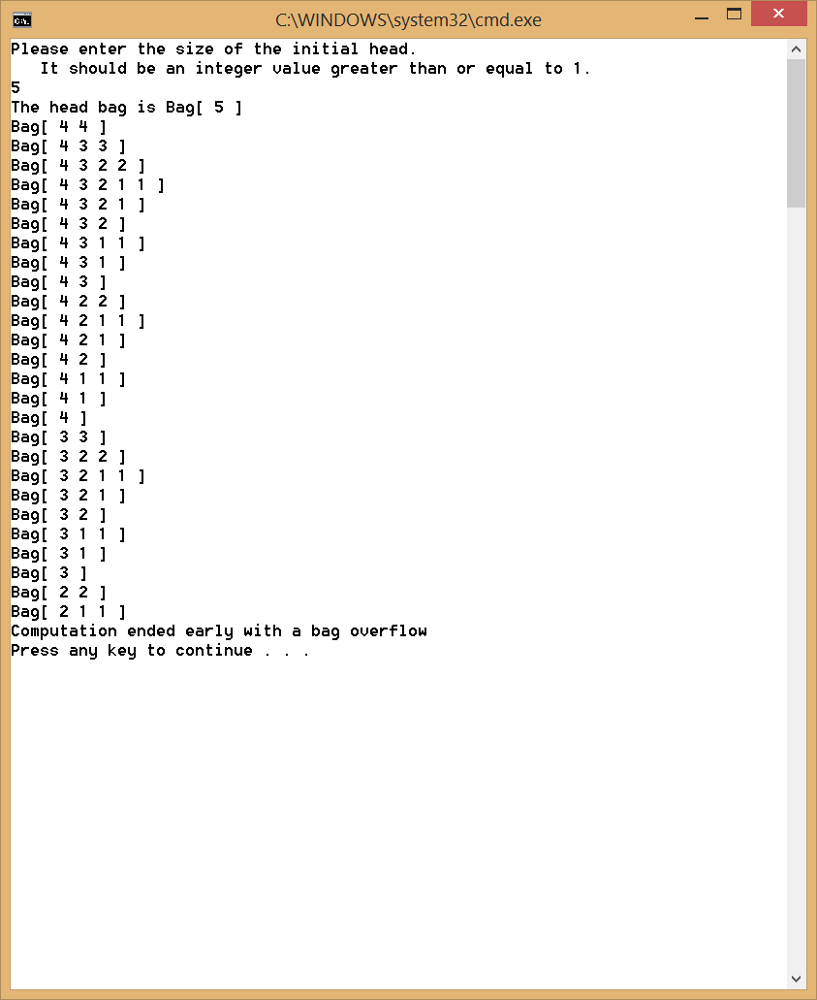 C:\WINDOWS\system32\cmd.exe
Please enter the size of the initial head.
   It should be an integer value greater than or equal to 1.
5
The head bag is Bag[ 5 ]
Bag[ 4 4 ]
Bag[ 4 3 3 ]
Bag[ 4 3 2 2 ]
Bag[ 4 3 2 1 1 ]
Bag[ 4 3 2 1 ]
Bag[ 4 3 2 ]
Bag[ 4 3 1 1 ]
Bag[ 4 3 1 ]
Bag[ 4 3 ]
Bag[ 4 2 2 ]
Bag[ 4 2 1 1 ]
Bag[ 4 2 1 ]
Bag[ 4 2 ]
Bag[ 4 1 1 ]
Bag[ 4 1 ]
Bag[ 4 ]
Bag[ 3 3 ]
Bag[ 3 2 2 ]
Bag[ 3 2 1 1 ]
Bag[ 3 2 1 ]
Bag[ 3 2 ]
Bag[ 3 1 1 ]
Bag[ 3 1 ]
Bag[ 3 ]
Bag[ 2 2 ]
Bag[ 2 1 1 ]
Computation ended early with a bag overflow
Press any key to continue . . .